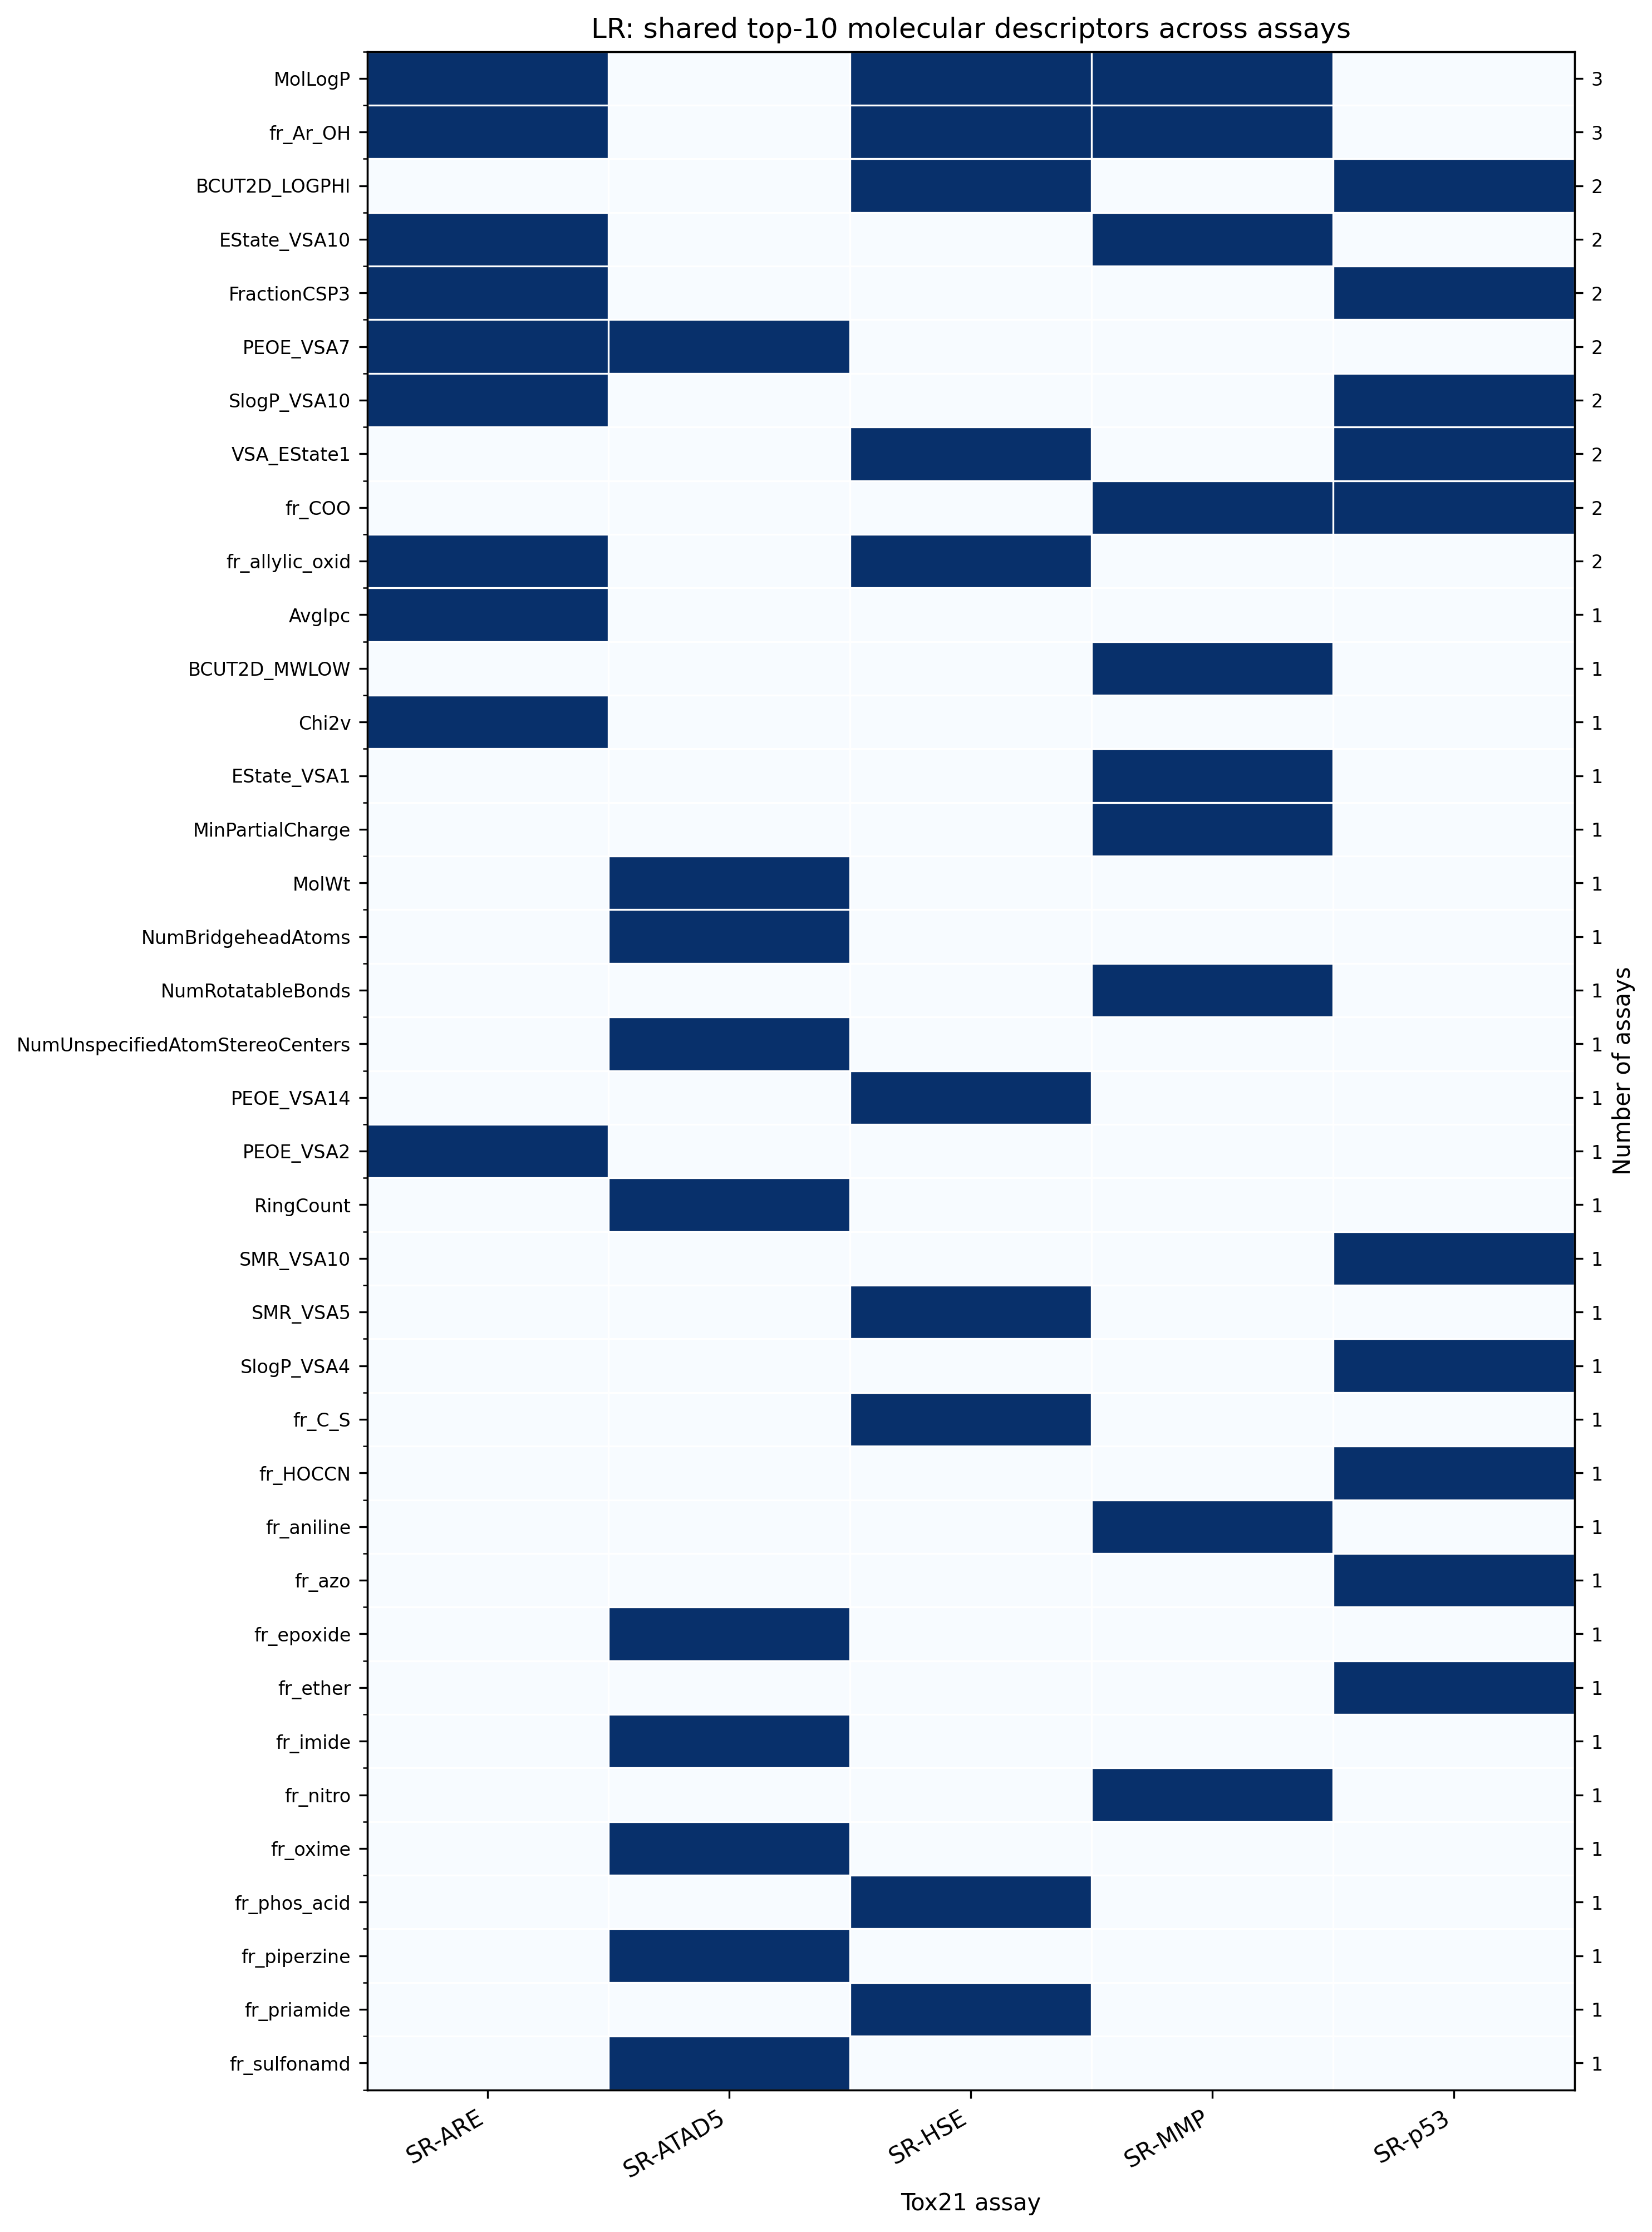 LR: shared top-10 molecular descriptors across assays
MolLogP 3
fr_Ar_OH 3
BCUT2D_LOGPHI 2
EState_VSA10 2
FractionCSP3 2
PEOE_VSA7 2
SlogP_VSA10 2
VSA_EState1 2
fr_COO 2
fr_allylic_oxid 2
AvgIpc 1
BCUT2D_MWLOW 1
Chi2v 1
EState_VSA1 1
MinPartialCharge 1
MolWt 1
NumBridgeheadAtoms 1
NumRotatableBonds 1
NumUnspecifiedAtomStereoCenters 1
PEOE_VSA14 1
PEOE_VSA2 1
RingCount 1
SMR_VSA10 1
SMR_VSA5 1
SlogP_VSA4 1
fr_C_S 1
fr_HOCCN 1
fr_aniline 1
fr_azo 1
fr_epoxide 1
fr_ether 1
fr_imide 1
fr_nitro 1
fr_oxime 1
fr_phos_acid 1
fr_piperzine 1
fr_priamide 1
fr_sulfonamd 1
Number of assays
SR-ARE SR-ATAD5 SR-HSE SR-MMP SR-p53
Tox21 assay